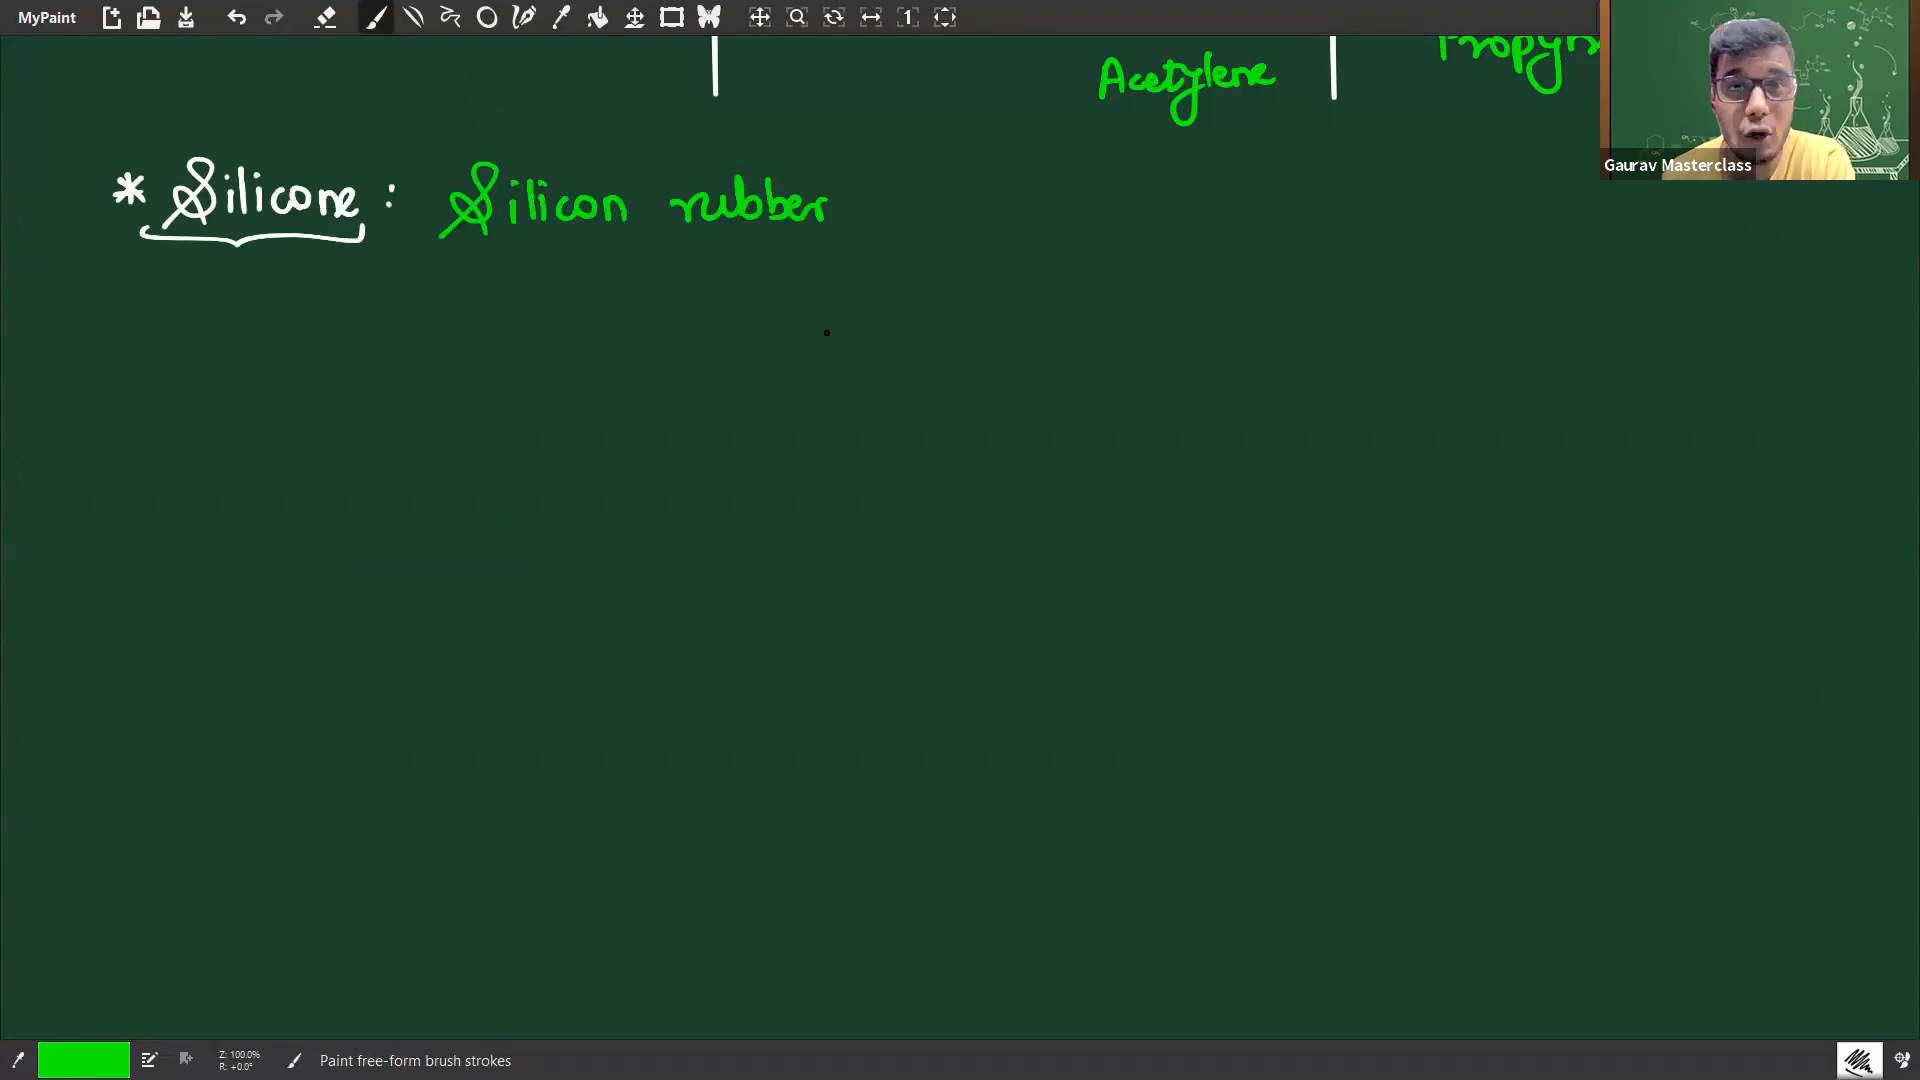 MyPaint
Acetylene
Gaurav Masterclass
* Silicone : Silicon rubber
Z: 100.0%
R: +0.0°
Paint free-form brush strokes